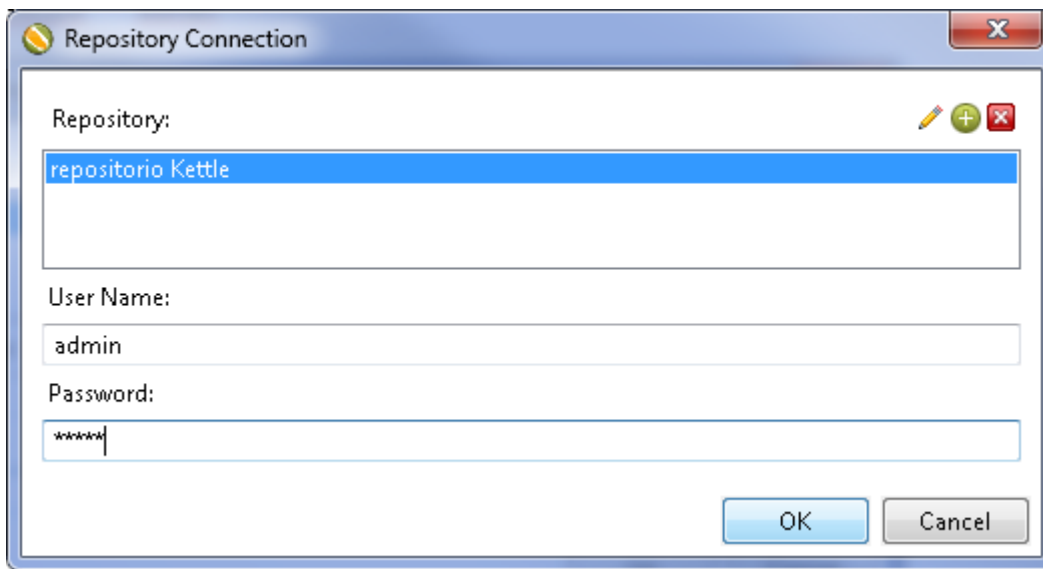 Repository Connection
Repository:
repositorio Kettle
User Name:
admin
Password:
*****
OK
Cancel